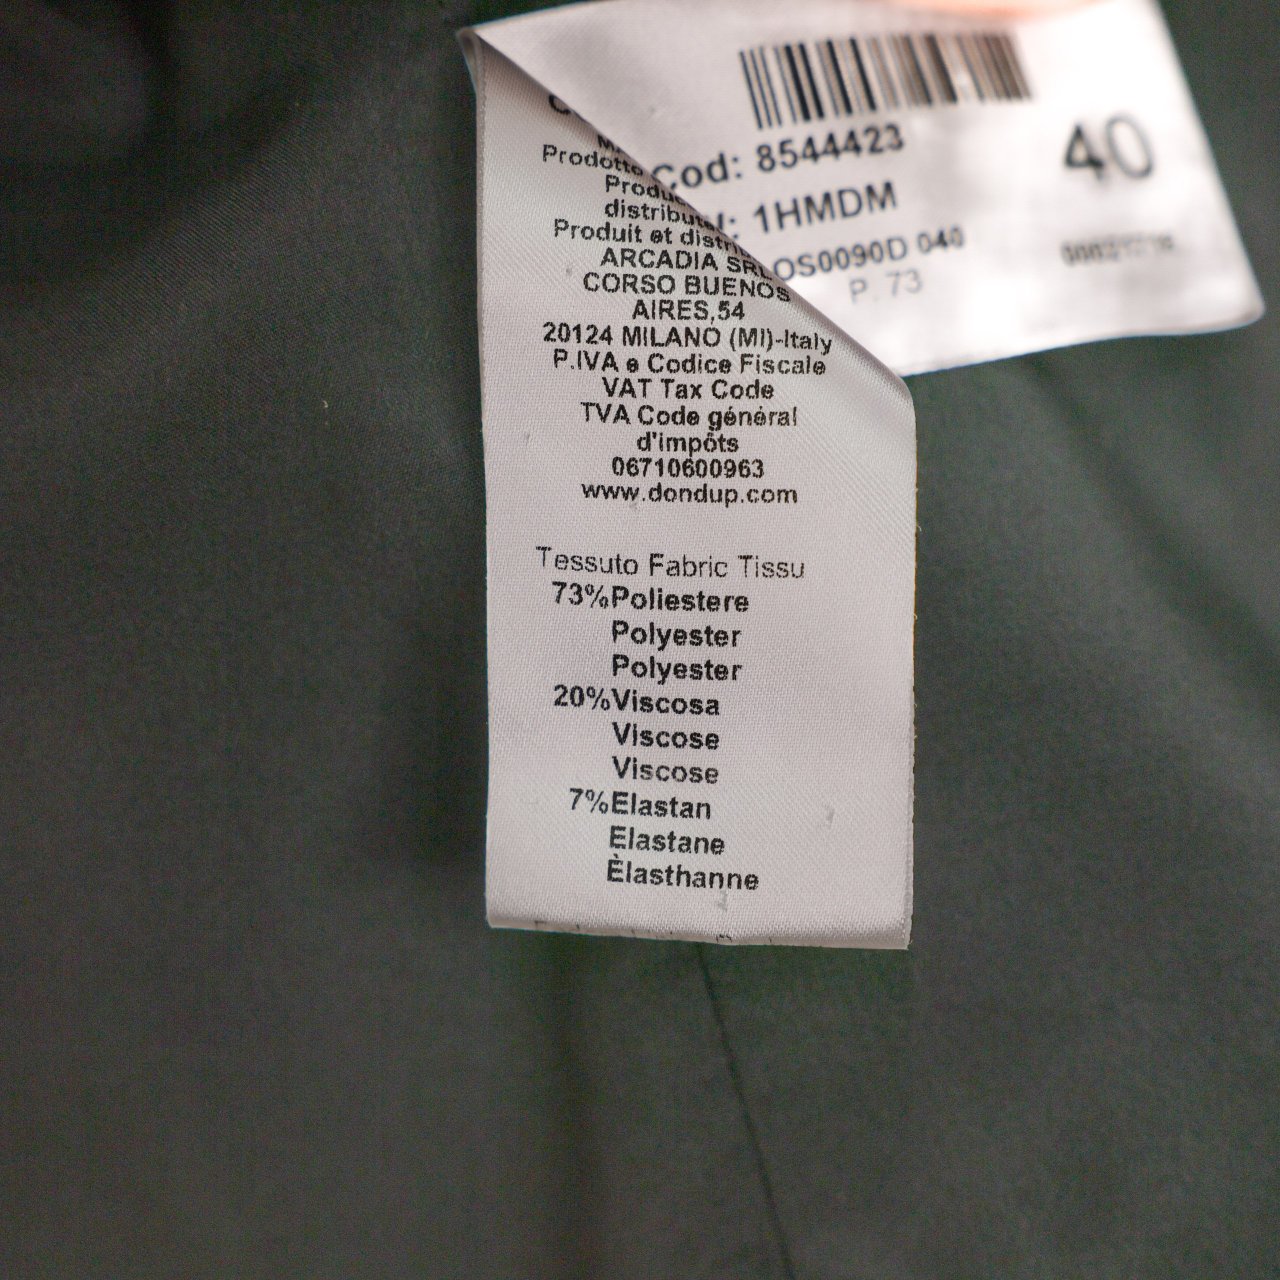 Cod: 8544423
40
1HMDM
OS0090D 040
P. 73
Prodotto
Produc
distribut
Produit et distri
ARCADIA SRL
CORSO BUENOS
AIRES,54
20124 MILANO (MI)-Italy
P.IVA e Codice Fiscale
VAT Tax Code
TVA Code général
d'impôts
06710600963
www.dondup.com
Tessuto Fabric Tissu
73%Poliestere
Polyester
Polyester
20%Viscosa
Viscose
Viscose
7%Elastan
Elastane
Èlasthanne